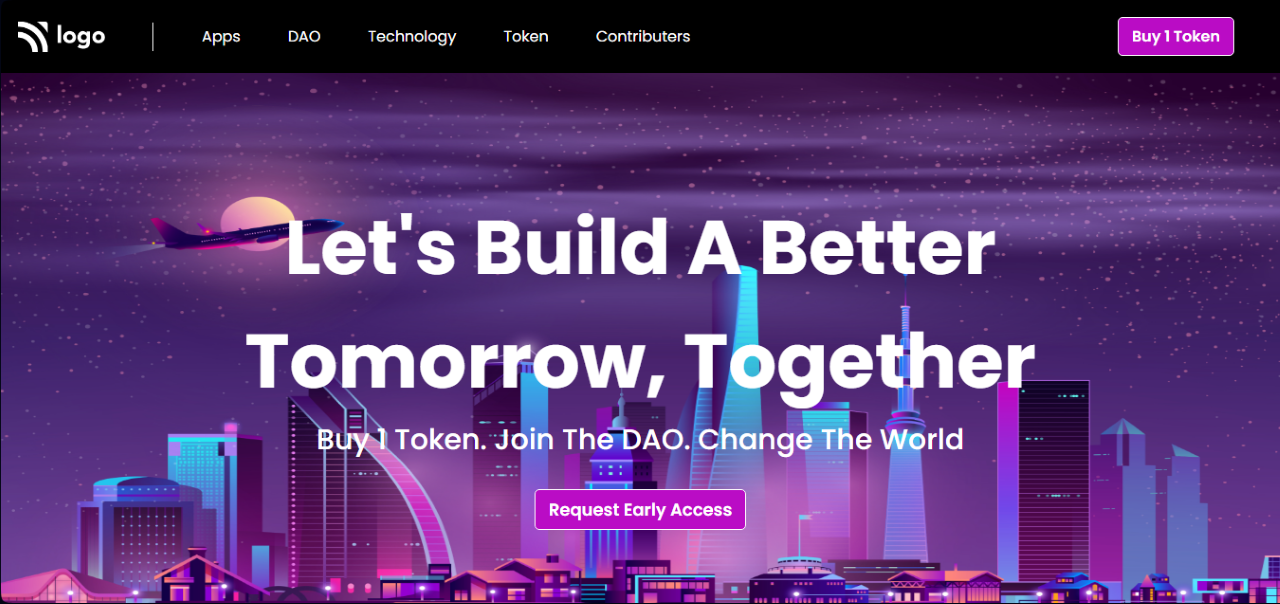 logo
Apps
DAO
Technology
Token
Contributers
Buy 1 Token
Let's Build A Better
Tomorrow, Together
Buy 1 Token. Join The DAO. Change The World
Request Early Access